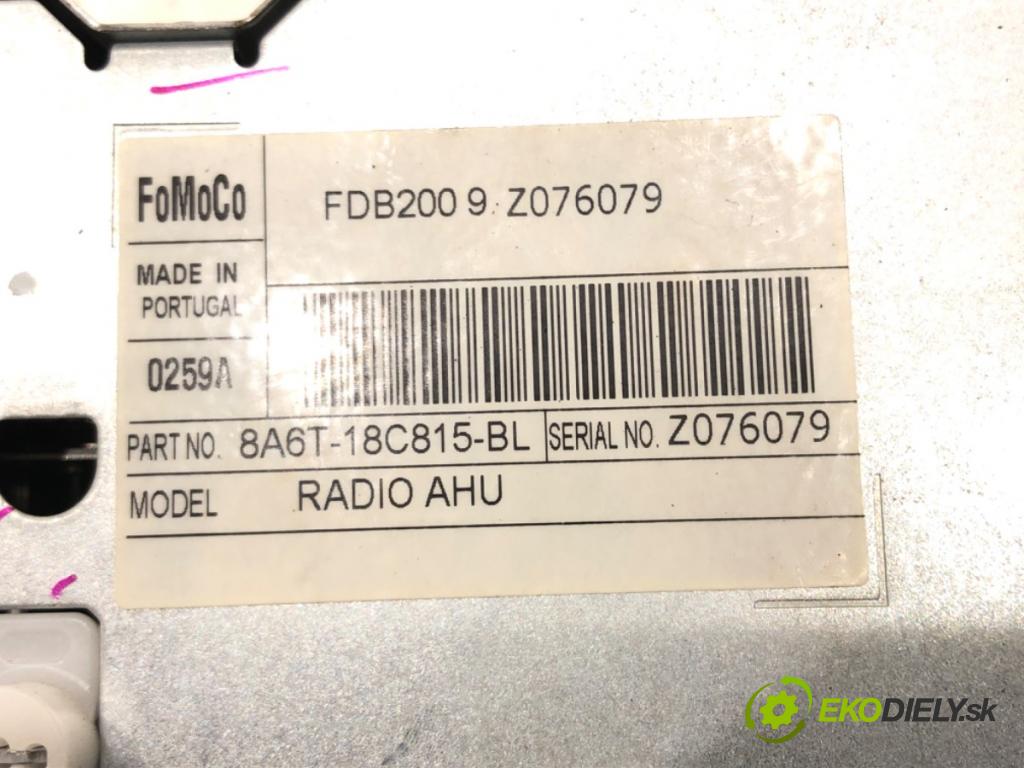 FoMoCo
FDB200 9. Z076079
MADE IN
PORTUGAL
0259A
PART NO. 8A6T-18C815-BL SERIAL NO. Z076079
MODEL RADIO AHU
EKODIELY.sk